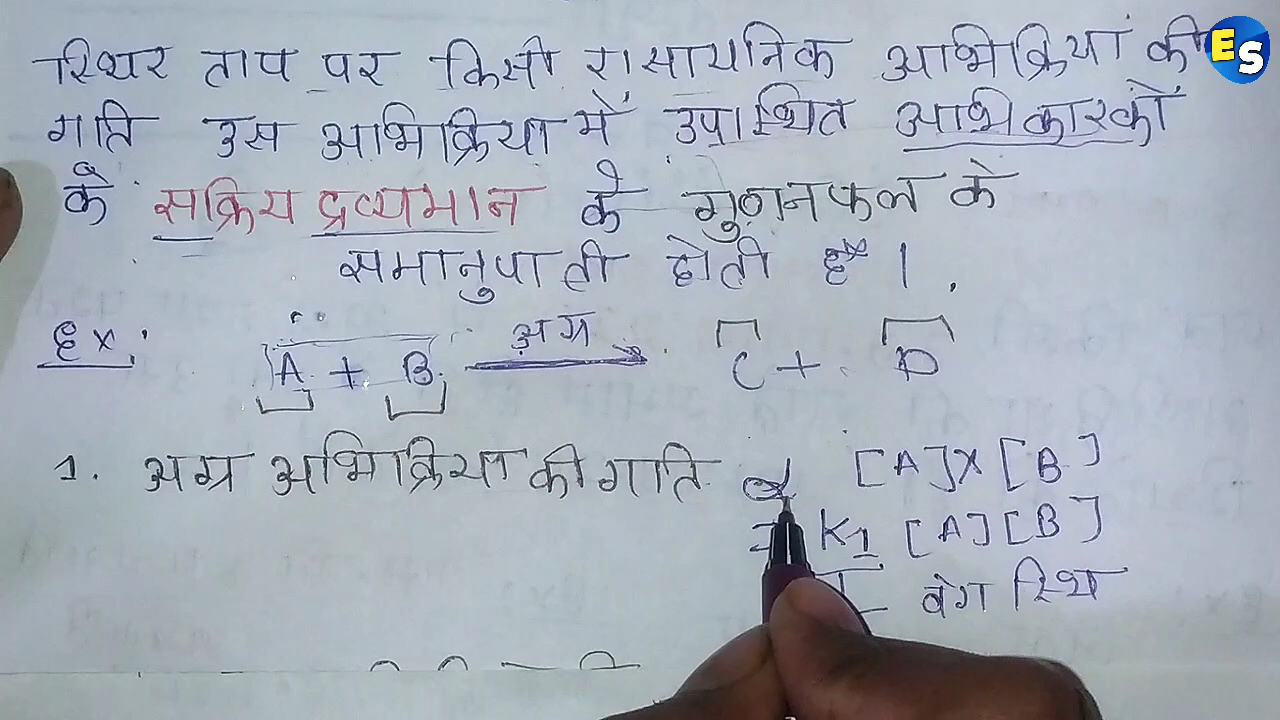 स्थिर ताप पर किसी रासायनिक अभिक्रिया की
गति उस अभिक्रिया में उपस्थित अभिकारकों
के सक्रिय द्रव्यमान के गुणनफल के
समानुपाती होती है ।
Ex: A + B अग्र C + D
1. अग्र अभिक्रिया की गति ∝ [A]X[B]
= K1 [A][B]
वेग स्थि
ES